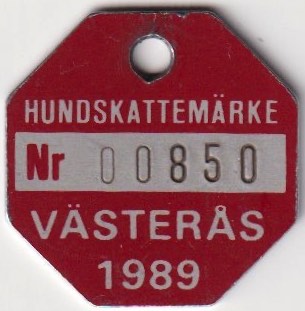 HUNDSKATTEMÄRKE
Nr 00850
VÄSTERÅS
1989